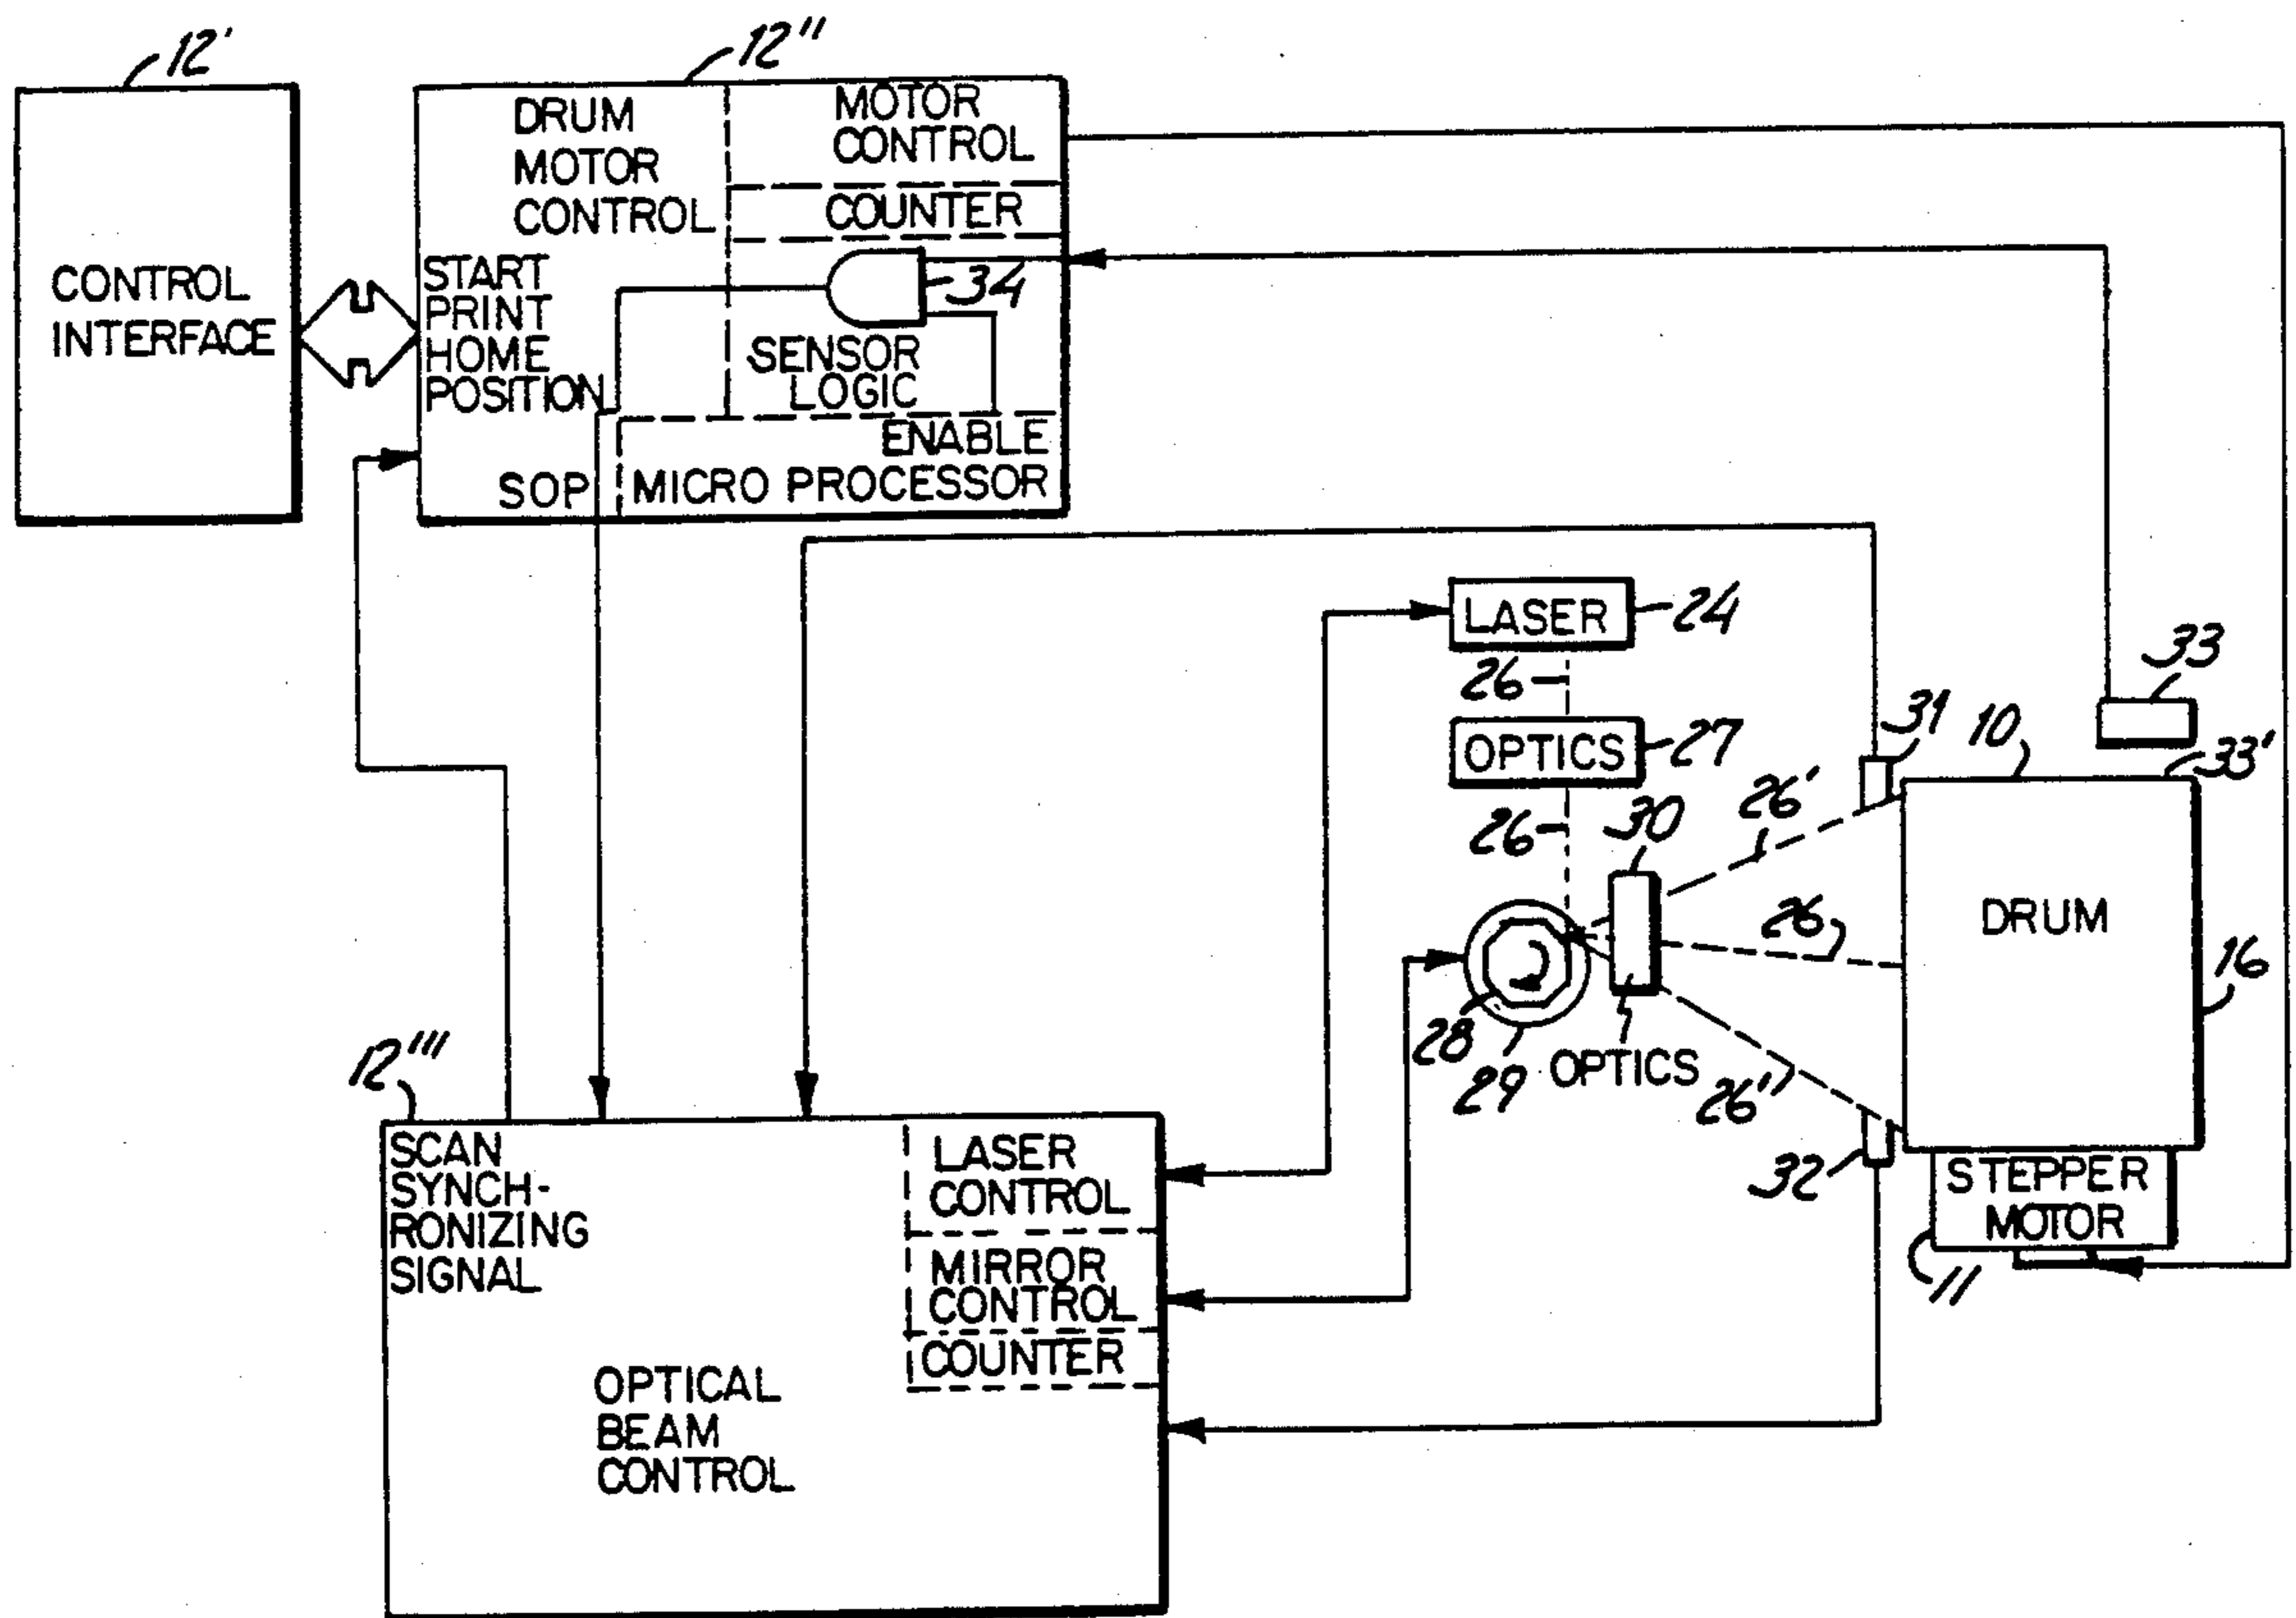 12'
12"
CONTROL
INTERFACE
DRUM
MOTOR
CONTROL
MOTOR
CONTROL
COUNTER
START
PRINT
HOME
POSITION
34
SENSOR
LOGIC
ENABLE
SOP
MICRO PROCESSOR
LASER
24
26
OPTICS
27
26
30
26'
31
10
33
33'
DRUM
26
16
28
29
OPTICS
26"
32
STEPPER
MOTOR
11
12'''
SCAN
SYNCH-
RONIZING
SIGNAL
LASER
CONTROL
MIRROR
CONTROL
COUNTER
OPTICAL
BEAM
CONTROL